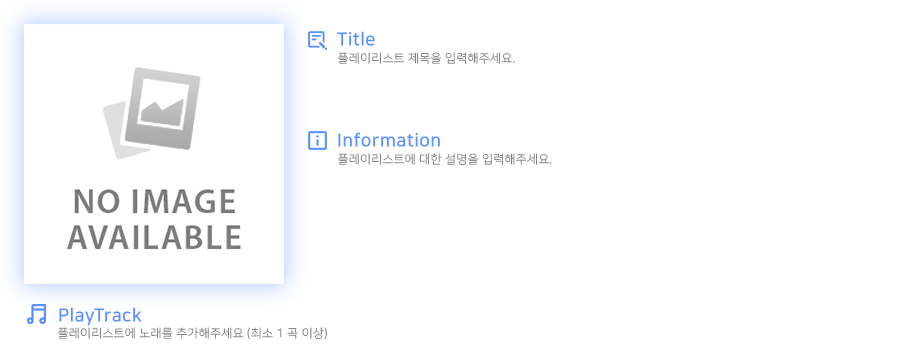 Title
플레이리스트 제목을 입력해주세요.
Information
플레이리스트에 대한 설명을 입력해주세요.
NO IMAGE
AVAILABLE
PlayTrack
플레이리스트에 노래를 추가해주세요 (최소 1 곡 이상)